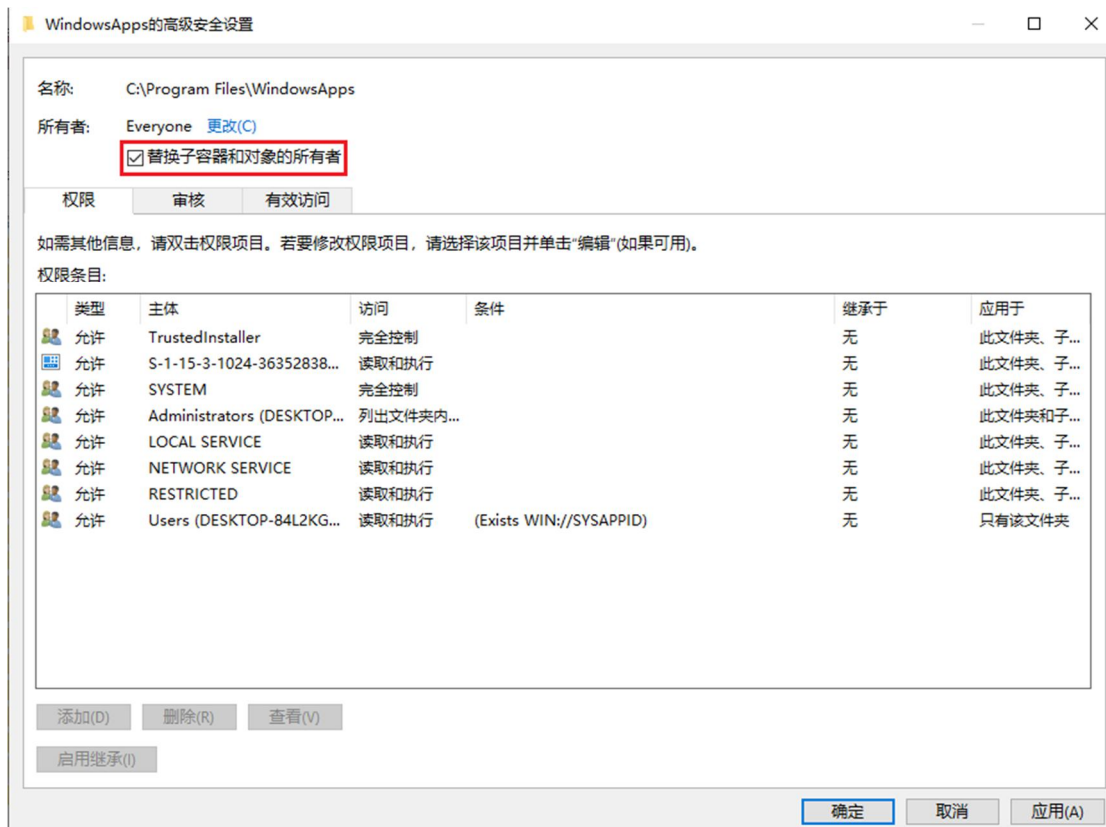 WindowsApps的高级安全设置
名称: C:\Program Files\WindowsApps
所有者: Everyone 更改(C)
替换子容器和对象的所有者
权限 审核 有效访问
如需其他信息，请双击权限项目。若要修改权限项目，请选择该项目并单击“编辑”(如果可用)。
权限条目:
类型 主体 访问 条件 继承于 应用于
允许 TrustedInstaller 完全控制 无 此文件夹、子...
允许 S-1-15-3-1024-36352838... 读取和执行 无 此文件夹、子...
允许 SYSTEM 完全控制 无 此文件夹、子...
允许 Administrators (DESKTOP... 列出文件夹内... 无 此文件夹和子...
允许 LOCAL SERVICE 读取和执行 无 此文件夹、子...
允许 NETWORK SERVICE 读取和执行 无 此文件夹、子...
允许 RESTRICTED 读取和执行 无 此文件夹、子...
允许 Users (DESKTOP-84L2KG... 读取和执行 (Exists WIN://SYSAPPID) 无 只有该文件夹
添加(D) 删除(R) 查看(V)
启用继承(I)
确定 取消 应用(A)